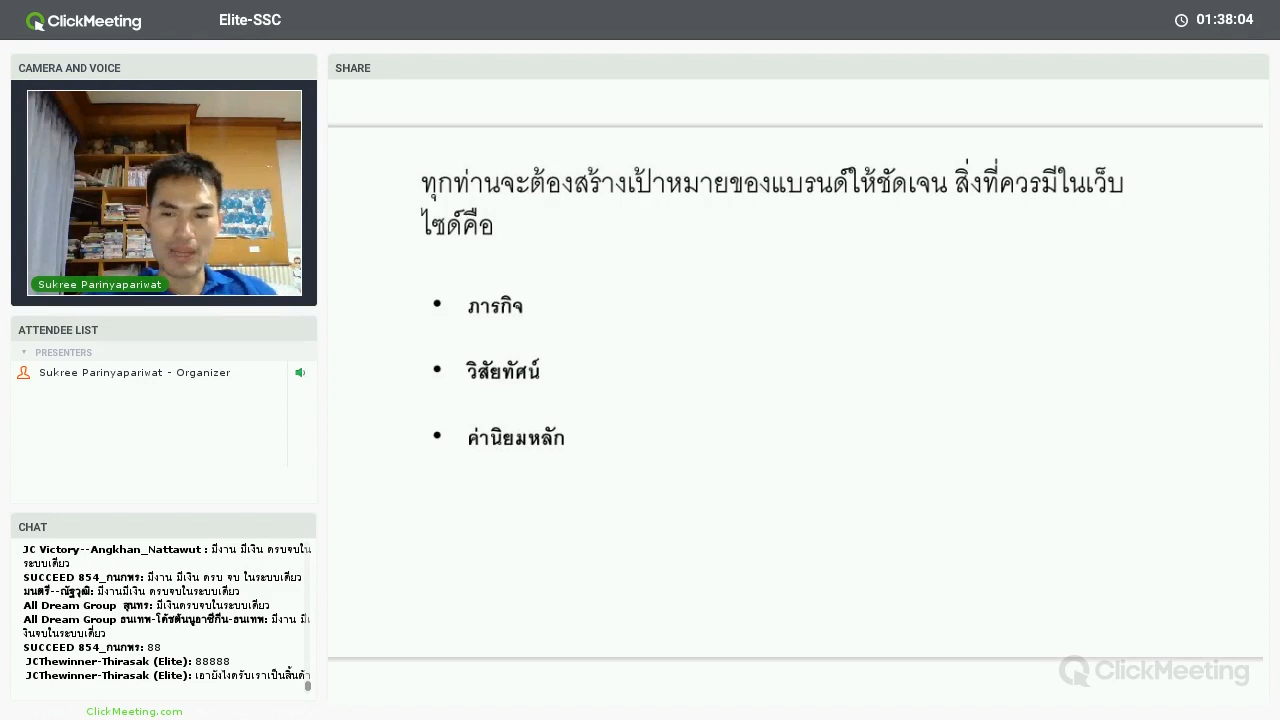 ClickMeeting
Elite-SSC
01:38:04
CAMERA AND VOICE
Sukree Parinyapariwat
ATTENDEE LIST
PRESENTERS
Sukree Parinyapariwat - Organizer
CHAT
JC Victory--Angkhan_Nattawut : มีงาน มีเงิน ครบจบใน
ระบบเดียว
SUCCEED 854_กนกพร: มีงาน มีเงิน ครบ จบ ในระบบเดียว
มนตรี--ณัฐวุฒิ: มีงานมีเงิน ครบจบในระบบเดียว
All Dream Group สุนทร: มีเงินครบจบในระบบเดียว
All Dream Group ธนเทพ-โค้ชต้นนูอาซีกีน-ธนเทพ: มีงาน มีเ
งินจบในระบบเดี่ยว
SUCCEED 854_กนกพร: 88
JCThewinner-Thirasak (Elite): 88888
JCThewinner-Thirasak (Elite): เอายังไงครับเราเป็นสิ้นค้า
ClickMeeting.com
SHARE
ทุกท่านจะต้องสร้างเป้าหมายของแบรนด์ให้ชัดเจน สิ่งที่ควรมีในเว็บ
ไซด์คือ
• ภารกิจ
• วิสัยทัศน์
• ค่านิยมหลัก
ClickMeeting